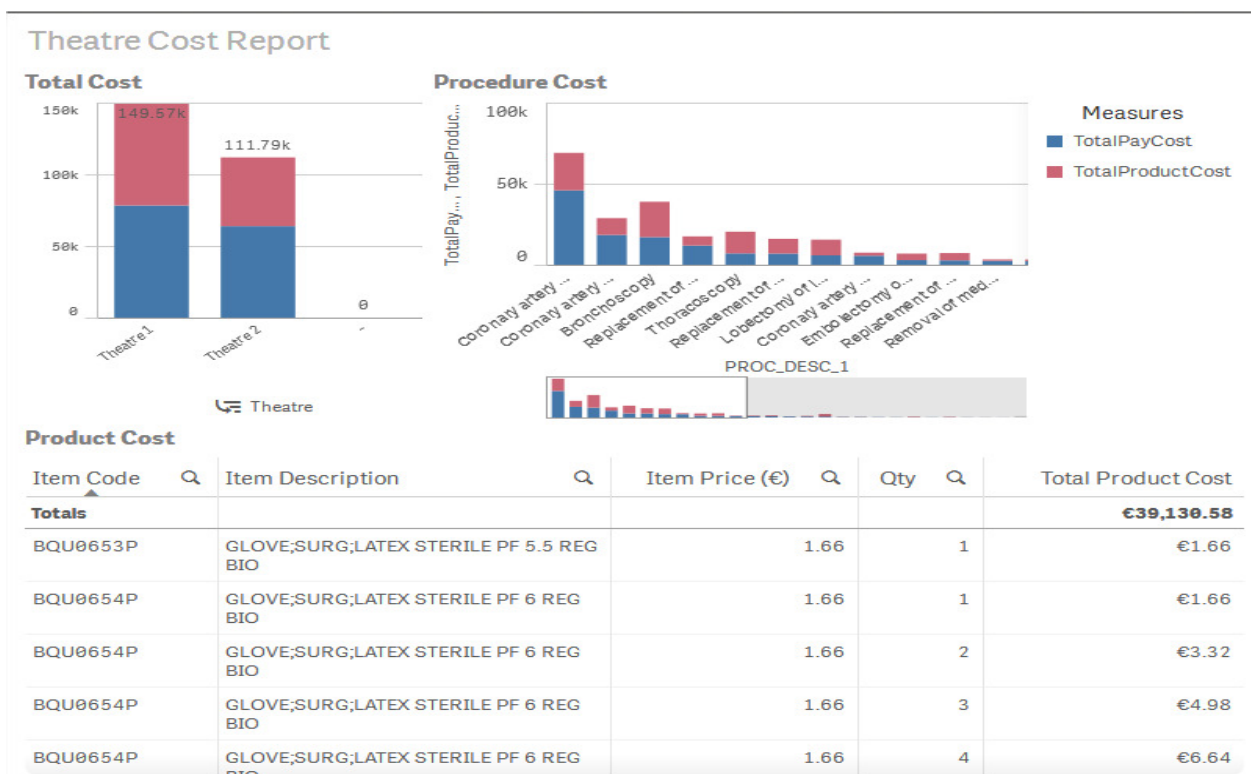 Theatre Cost Report
Total Cost
150k
149.57k
111.79k
100k
50k
0
0
Theatre 1
Theatre 2
-
Theatre
Procedure Cost
TotalPay... , TotalProduc...
100k
50k
0
Coronary artery ...
Coronary artery ...
Bronchoscopy
Replacement of ...
Thoracoscopy
Replacement of ...
Lobectomy of l...
Coronary artery ...
Embolectomy o...
Replacement of ...
Removal of med...
PROC_DESC_1
Measures
TotalPayCost
TotalProductCost
Product Cost
Item Code Item Description Item Price (€) Qty Total Product Cost
Totals €39,130.58
BQU0653P GLOVE;SURG;LATEX STERILE PF 5.5 REG 1.66 1 €1.66
BIO
BQU0654P GLOVE;SURG;LATEX STERILE PF 6 REG 1.66 1 €1.66
BIO
BQU0654P GLOVE;SURG;LATEX STERILE PF 6 REG 1.66 2 €3.32
BIO
BQU0654P GLOVE;SURG;LATEX STERILE PF 6 REG 1.66 3 €4.98
BIO
BQU0654P GLOVE;SURG;LATEX STERILE PF 6 REG 1.66 4 €6.64
BIO